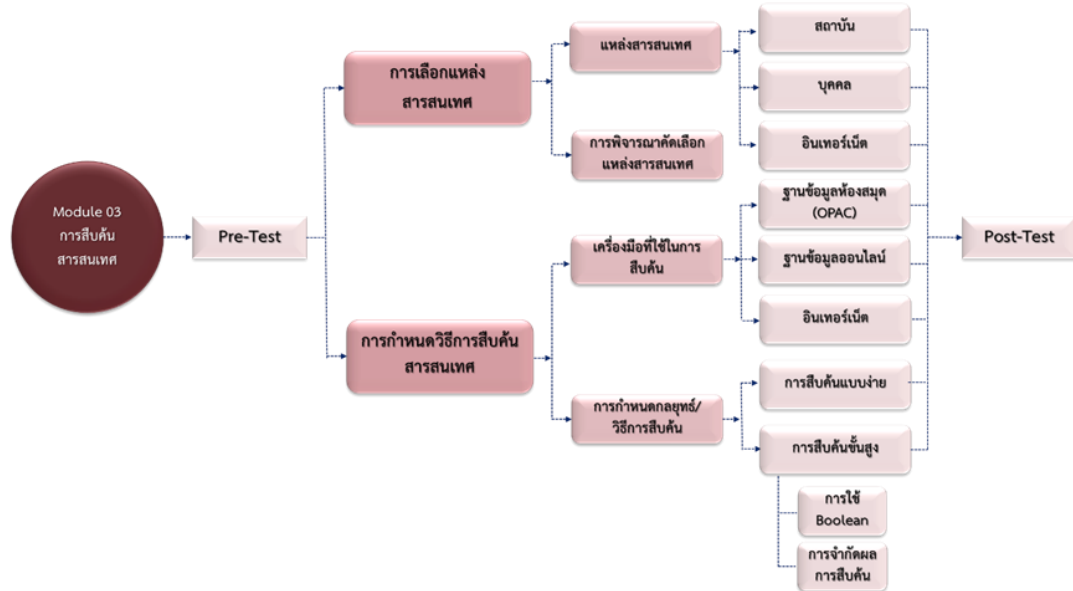 Module 03
การสืบค้น
สารสนเทศ
Pre-Test
การเลือกแหล่ง
สารสนเทศ
แหล่งสารสนเทศ
สถาบัน
บุคคล
อินเทอร์เน็ต
การพิจารณาคัดเลือก
แหล่งสารสนเทศ
การกำหนดวิธีการสืบค้น
สารสนเทศ
เครื่องมือที่ใช้ในการ
สืบค้น
ฐานข้อมูลห้องสมุด
(OPAC)
ฐานข้อมูลออนไลน์
อินเทอร์เน็ต
การกำหนดกลยุทธ์/
วิธีการสืบค้น
การสืบค้นแบบง่าย
การสืบค้นขั้นสูง
การใช้
Boolean
การจำกัดผล
การสืบค้น
Post-Test